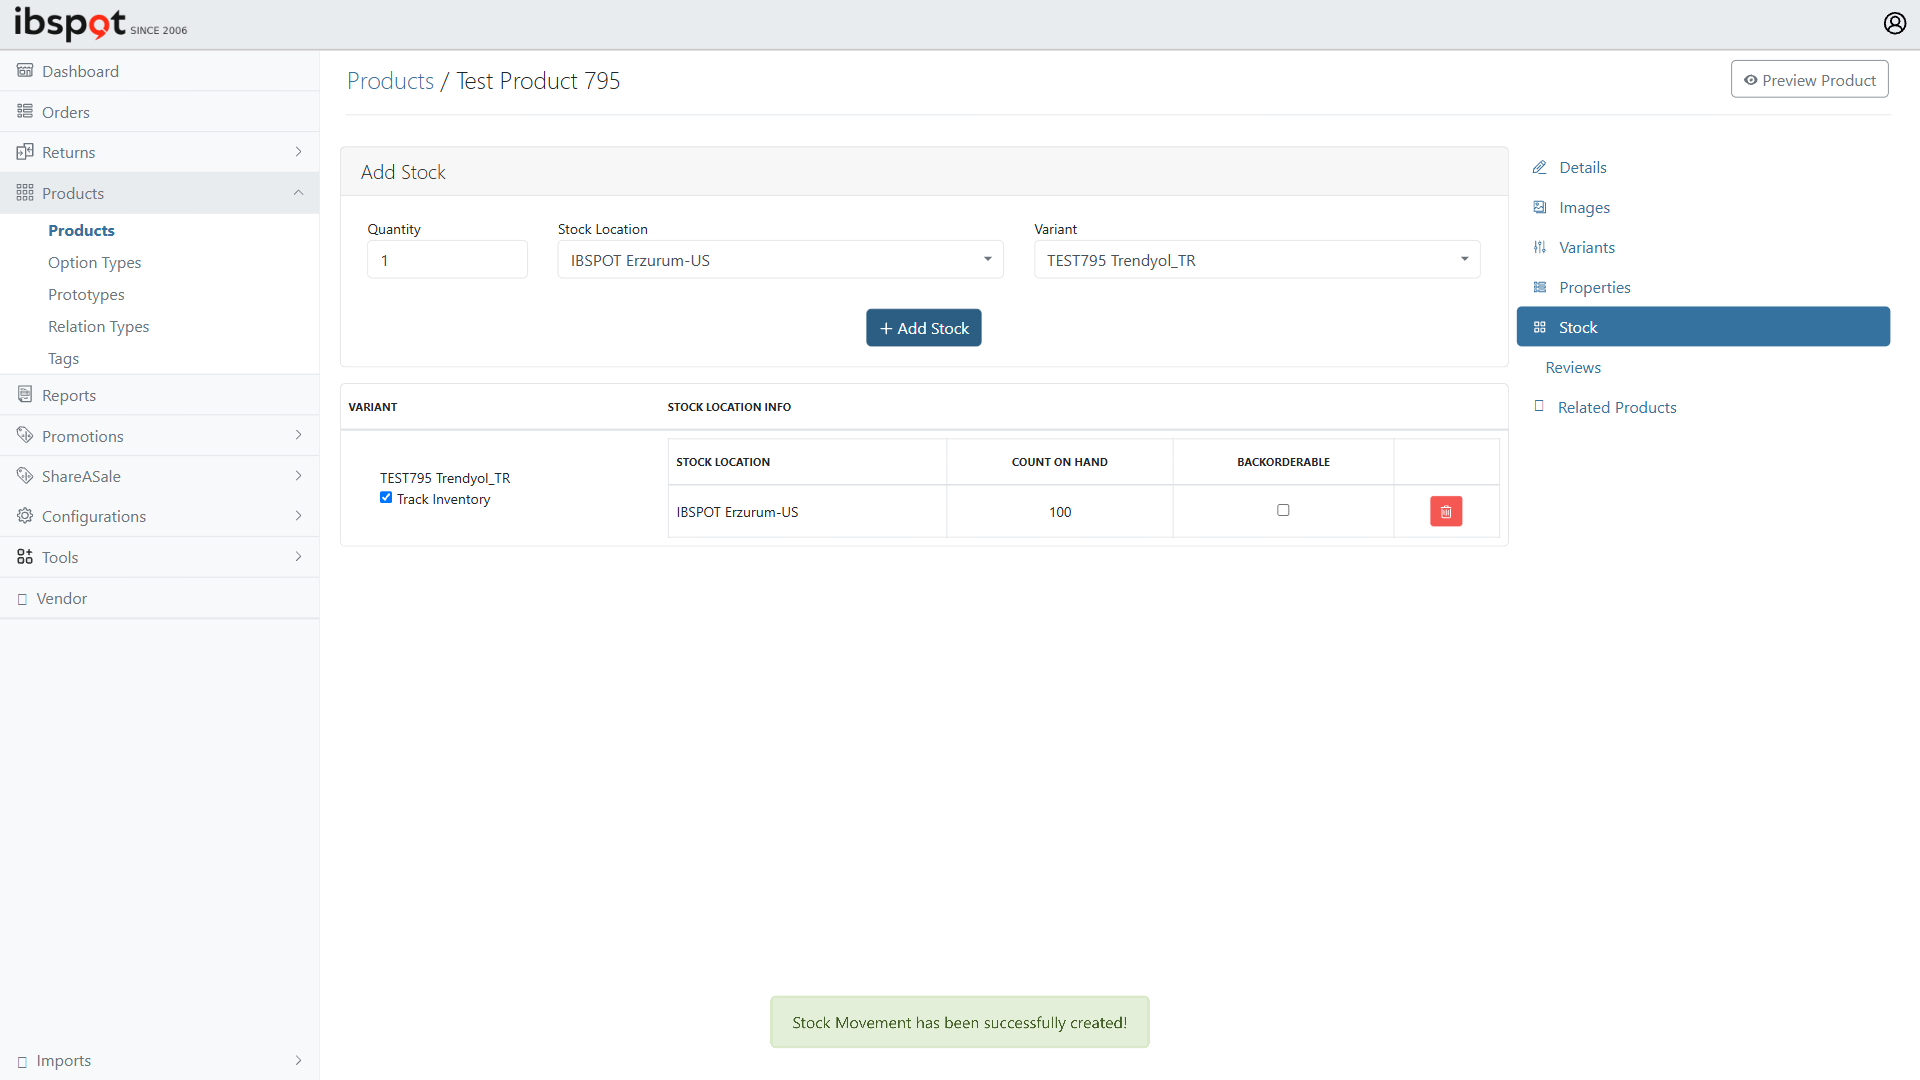 ibspot SINCE 2006
Dashboard
Orders
Returns
Products
Products
Option Types
Prototypes
Relation Types
Tags
Reports
Promotions
ShareASale
Configurations
Tools
Vendor
Imports
Products / Test Product 795
Preview Product
Add Stock
Quantity
1
Stock Location
IBSPOT Erzurum-US
Variant
TEST795 Trendyol_TR
+ Add Stock
VARIANT
STOCK LOCATION INFO
TEST795 Trendyol_TR
Track Inventory
STOCK LOCATION
COUNT ON HAND
BACKORDERABLE
IBSPOT Erzurum-US
100
Details
Images
Variants
Properties
Stock
Reviews
Related Products
Stock Movement has been successfully created!